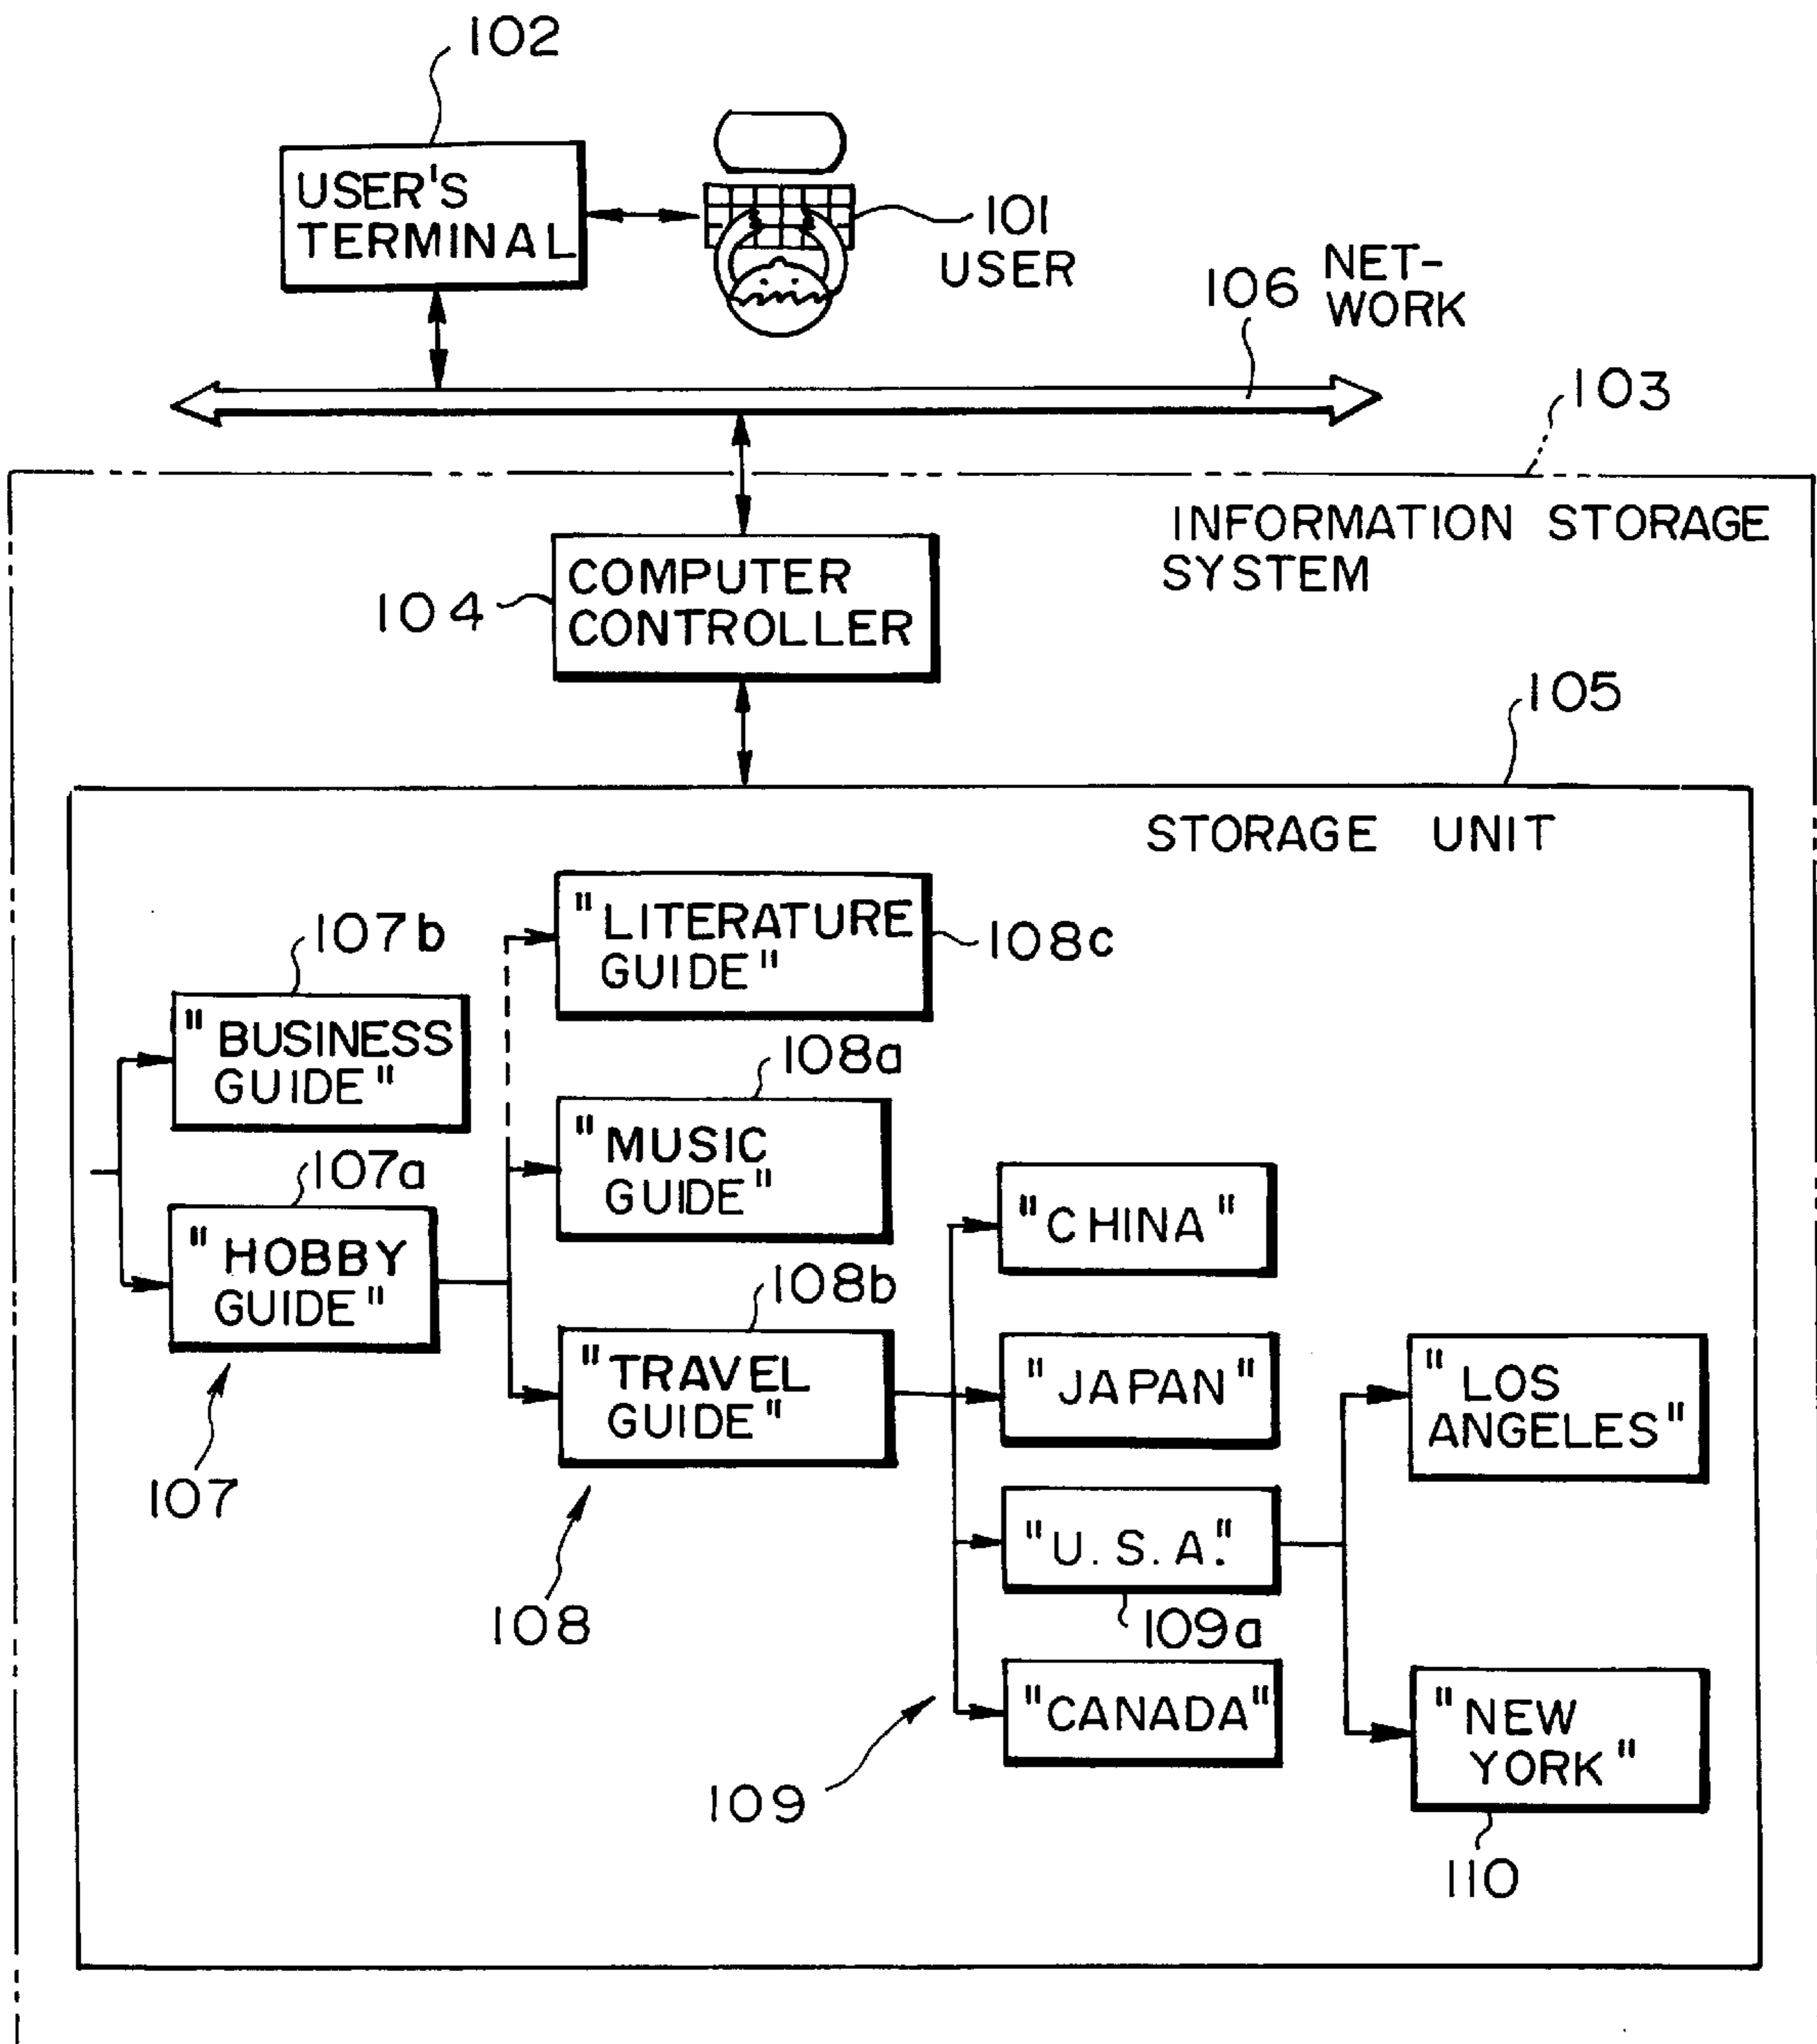 102
USER'S
TERMINAL
101
USER
106 NET-
WORK
103
INFORMATION STORAGE
SYSTEM
COMPUTER
CONTROLLER
104
105
STORAGE UNIT
"LITERATURE
GUIDE"
108c
107b
"BUSINESS
GUIDE"
108a
"MUSIC
GUIDE"
107a
"HOBBY
GUIDE"
"CHINA"
108b
"TRAVEL
GUIDE"
"JAPAN"
"LOS
ANGELES"
107
"U.S.A."
108
109a
"CANADA"
"NEW
YORK"
109
110